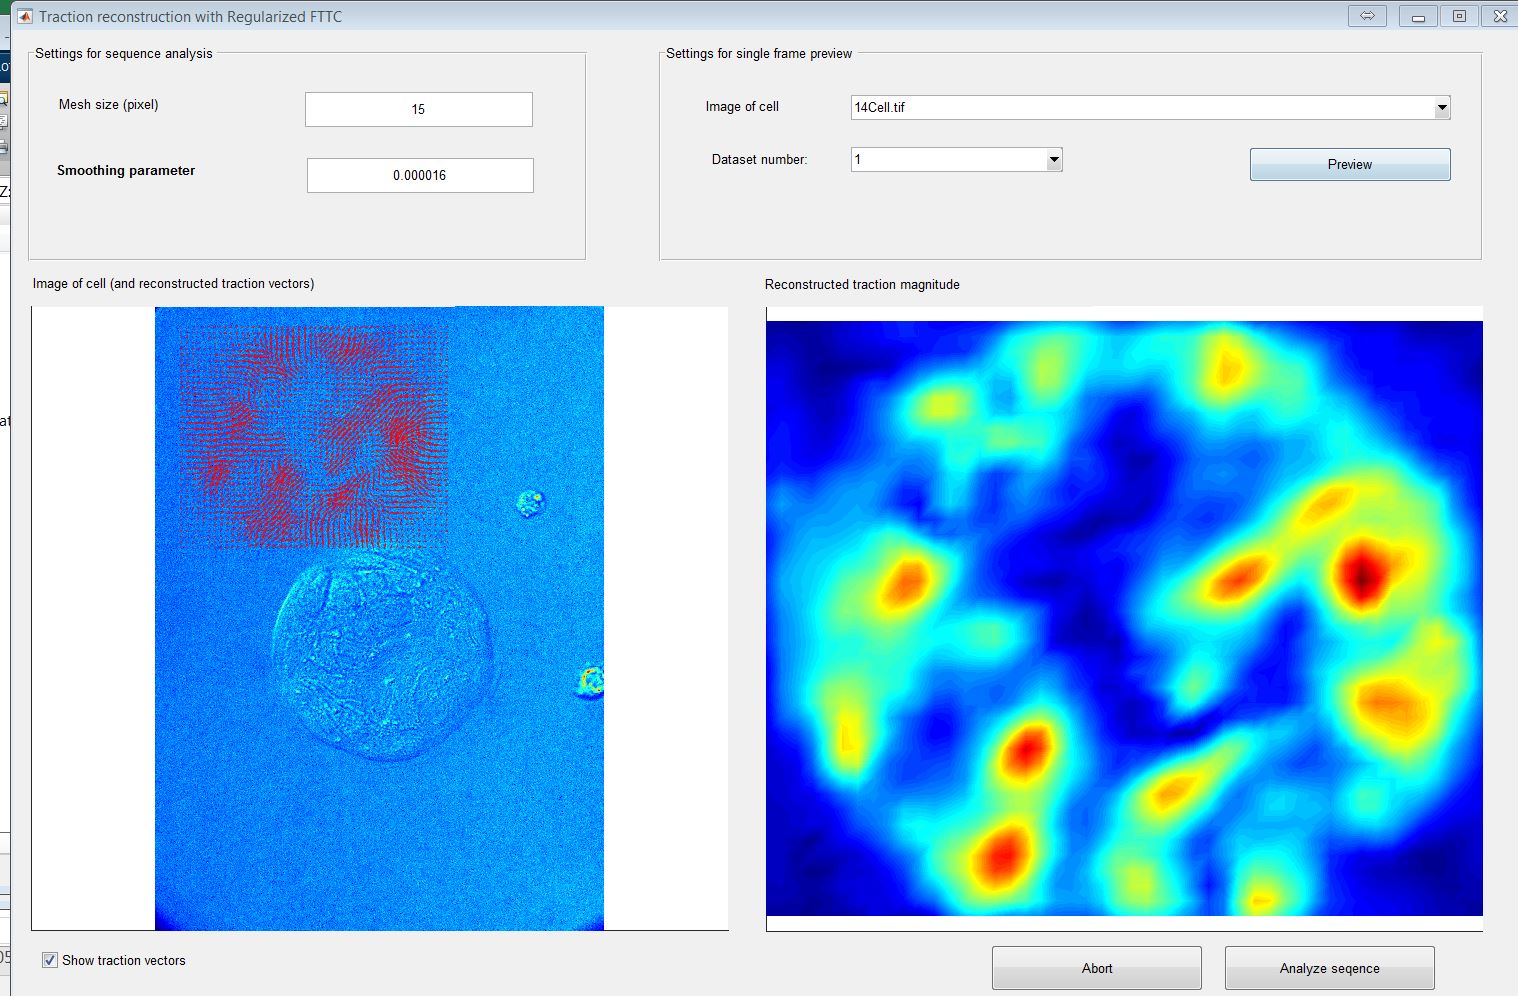 Traction reconstruction with Regularized FTTC
Settings for sequence analysis
Mesh size (pixel)
15
Smoothing parameter
0.000016
Settings for single frame preview
Image of cell
14Cell.tif
Dataset number:
1
Preview
Image of cell (and reconstructed traction vectors)
Reconstructed traction magnitude
Show traction vectors
Abort
Analyze seqence